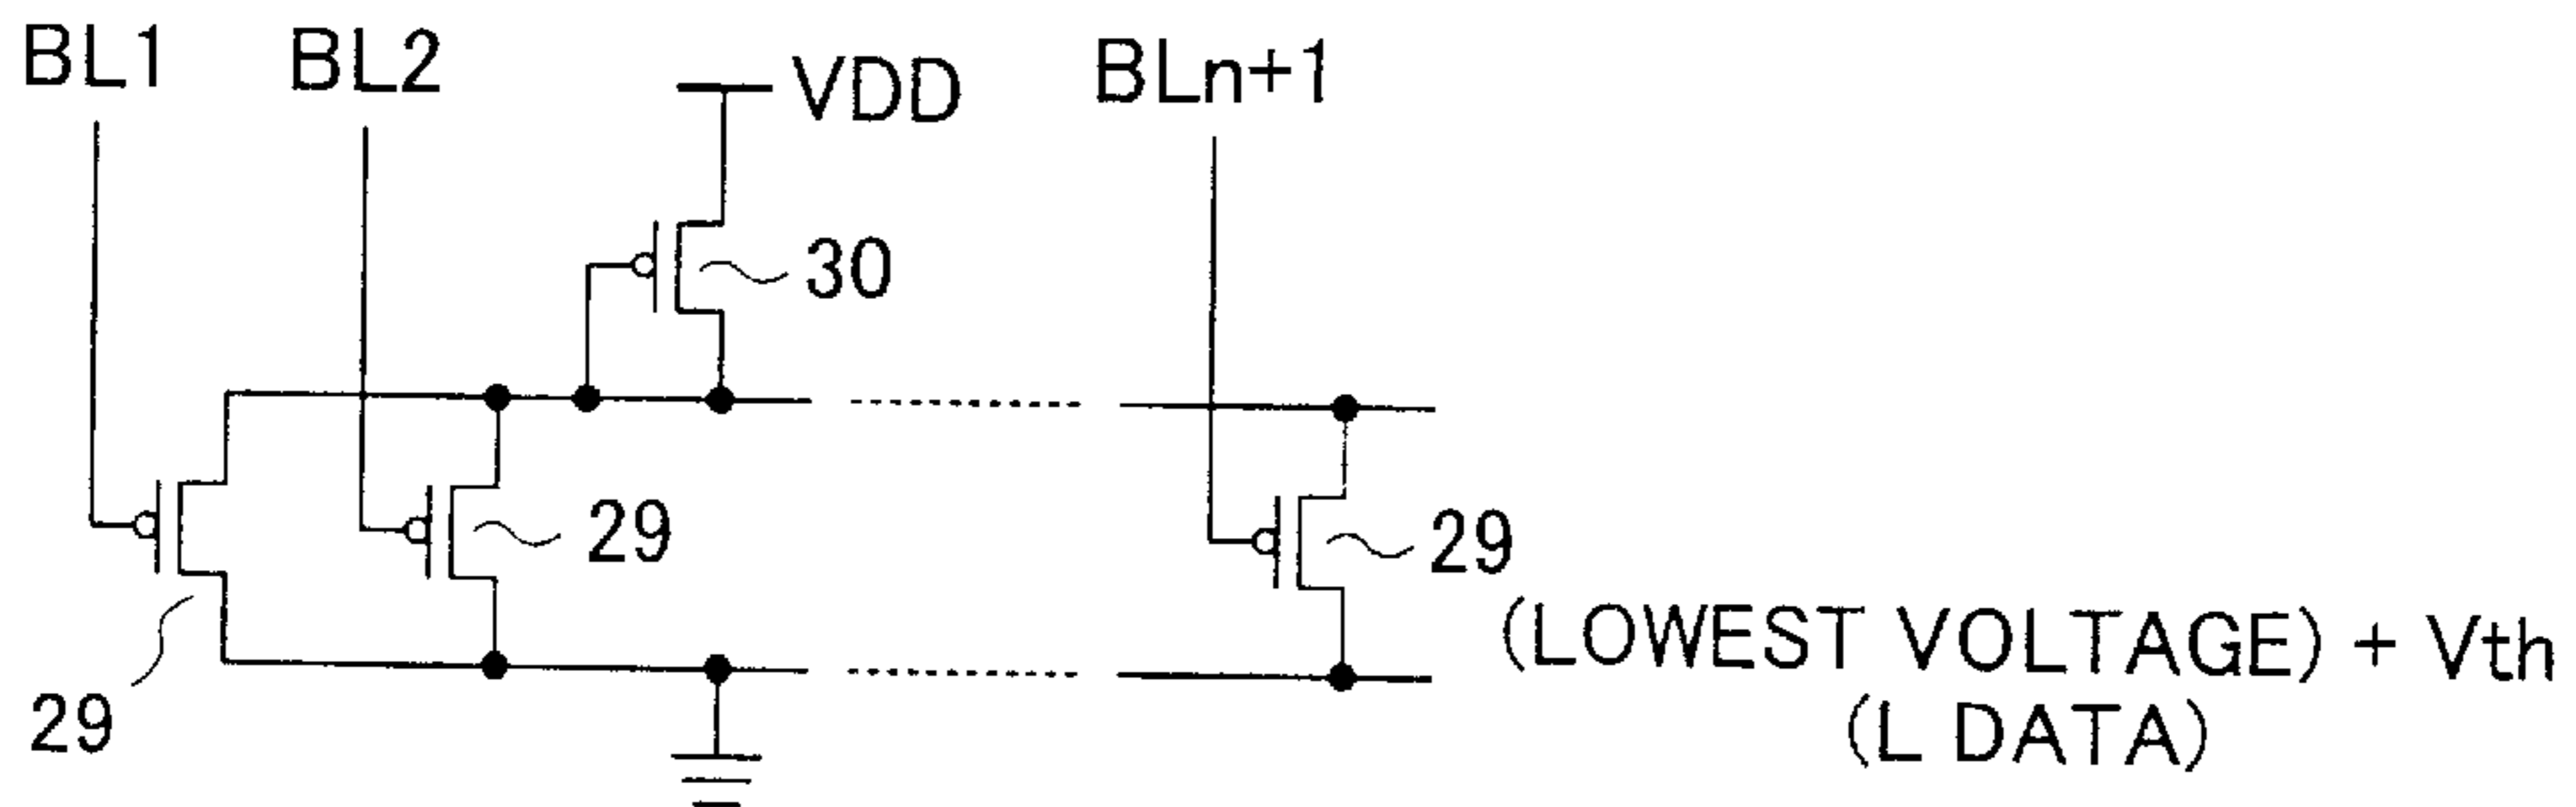 BL1
BL2
VDD
BLn+1
30
29
29
29
(LOWEST VOLTAGE) + Vth
(L DATA)